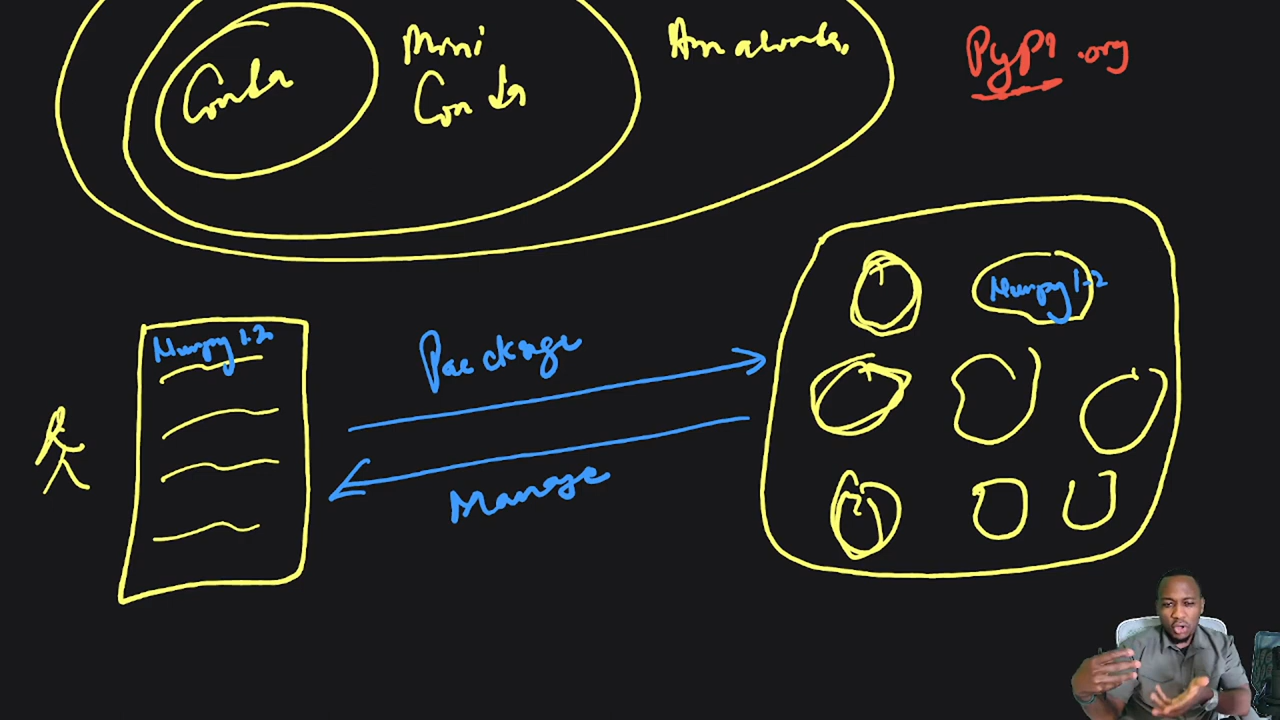 Conda
Mini
Conda
Anaconda
PyPi.org
Numpy 1.2
Package
Manage
Numpy 1.2